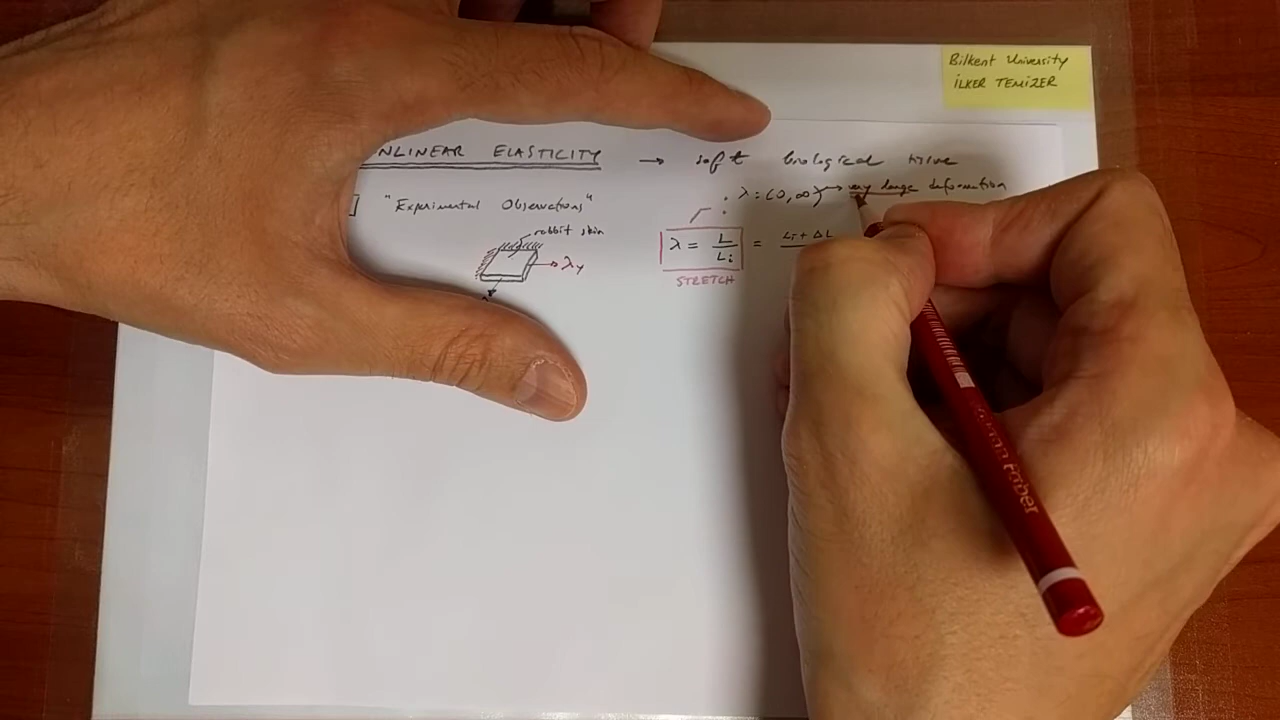 Bilkent University
İLKER TEMİZER
NLINEAR ELASTICITY → soft biological tissue
"Experimental Observations"
λ : (0, ∞) → very large deformation
rabbit skin
λy
λ = L / Li = Li + ΔL
STRETCH
Faber